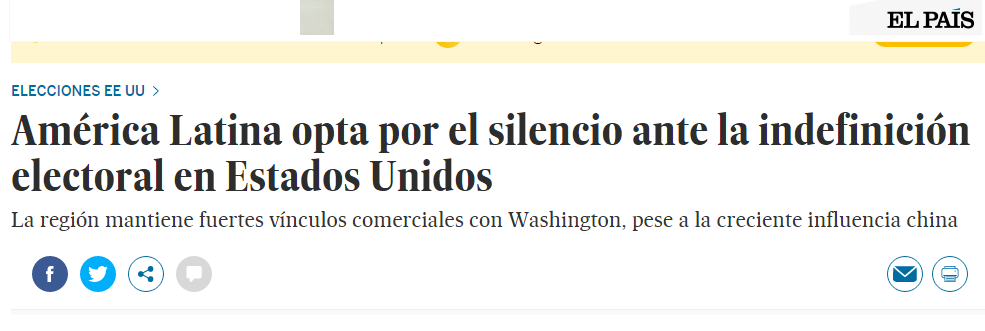 EL PAÍS
ELECCIONES EE UU >
América Latina opta por el silencio ante la indefinición
electoral en Estados Unidos
La región mantiene fuertes vínculos comerciales con Washington, pese a la creciente influencia china